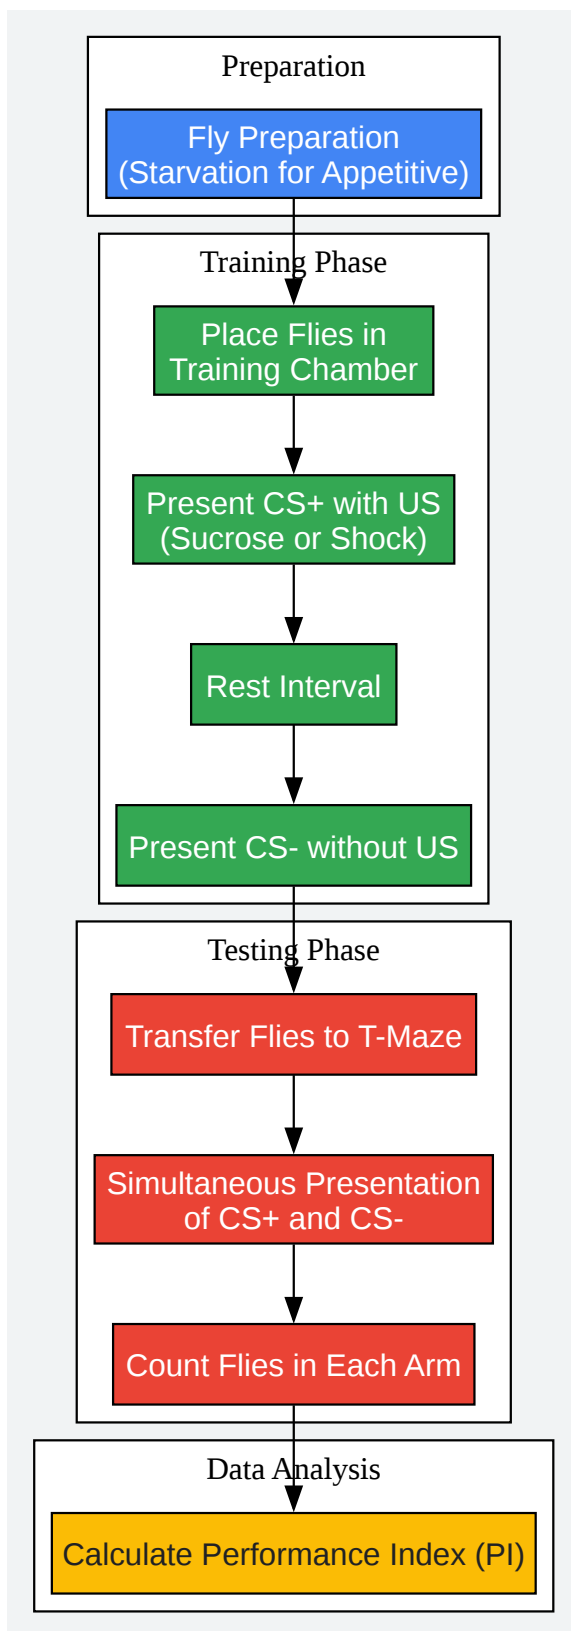 Preparation
Fly Preparation
(Starvation for Appetitive)
Training Phase
Place Flies in
Training Chamber
Present CS+ with US
(Sucrose or Shock)
Rest Interval
Present CS- without US
Testing Phase
Transfer Flies to T-Maze
Simultaneous Presentation
of CS+ and CS-
Count Flies in Each Arm
Data Analysis
Calculate Performance Index (PI)